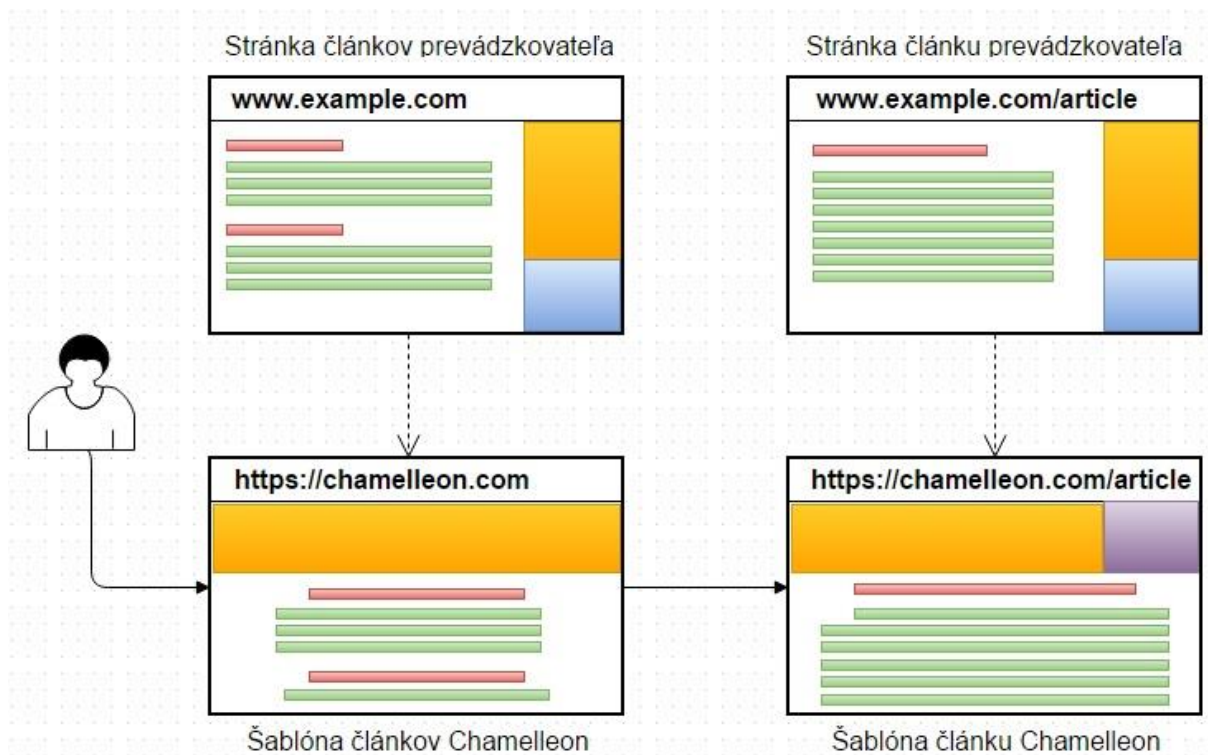 Stránka článkov prevádzkovateľa
Stránka článku prevádzkovateľa
www.example.com
www.example.com/article
https://chamelleon.com
https://chamelleon.com/article
Šablóna článkov Chamelleon
Šablóna článku Chamelleon